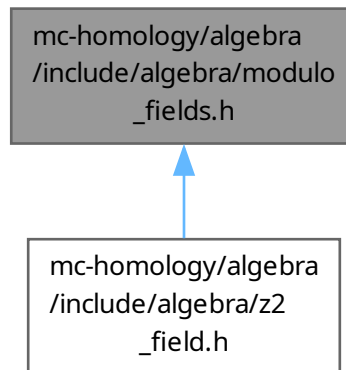 mc-homology/algebra
/include/algebra/modulo
_fields.h
mc-homology/algebra
/include/algebra/z2
_field.h